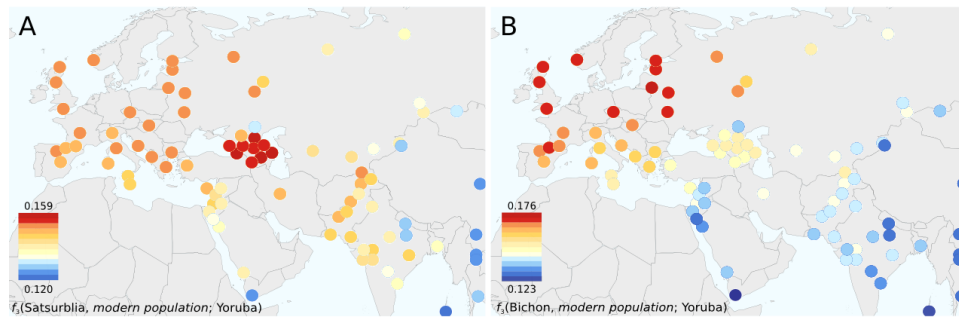 A
0.159
0.120
f3(Satsurblia, modern population; Yoruba)
B
0.176
0.123
f3(Bichon, modern population; Yoruba)